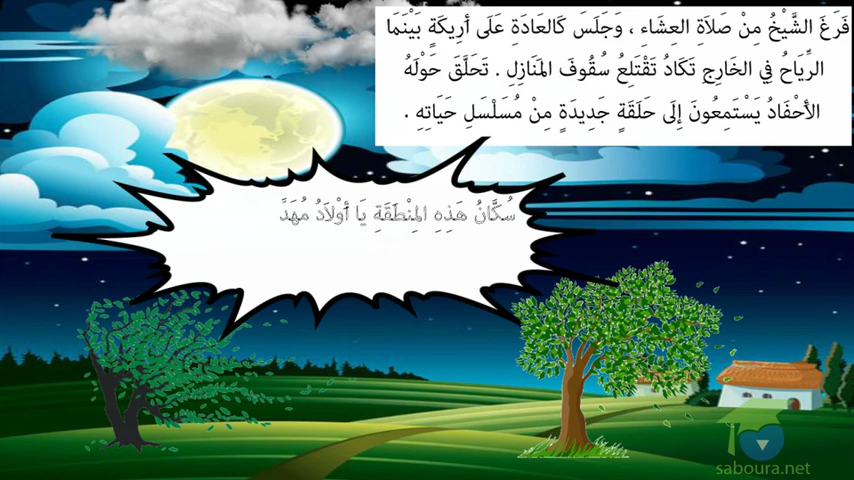 فَرَغَ الشَّيْخُ مِنْ صَلَاَةِ العِشَاءِ ، وَجَلَسَ كَالعَادَةِ عَلَى أَرِيكَةٍ بَيْنَمَا
الرِّيَاحُ فِي الخَارِجِ تَكَادُ تَقْتَلِعُ سُقُوفَ المَنَازِلِ . تَحَلَّقَ حَوْلَهُ
الأَحْفَادُ يَسْتَمِعُونَ إِلَى حَلَقَةٍ جَدِيدَةٍ مِنْ مُسَلْسَلِ حَيَاتِهِ .
سُكَّانُ هَذِهِ المِنْطَقَةِ يَا أَوْلَادُ مُهَدَّ
saboura.net